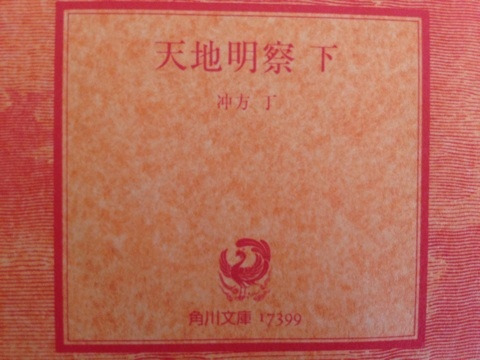 天地明察 下
冲方 丁
角川文庫 17399